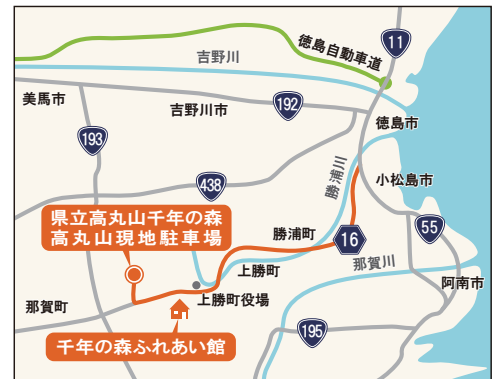 徳島自動車道
11
吉野川
美馬市
吉野川市
192
徳島市
193
勝浦川
438
小松島市
県立高丸山千年の森
高丸山現地駐車場
勝浦町
16
55
那賀川
上勝町
阿南市
那賀町
上勝町役場
195
千年の森ふれあい館